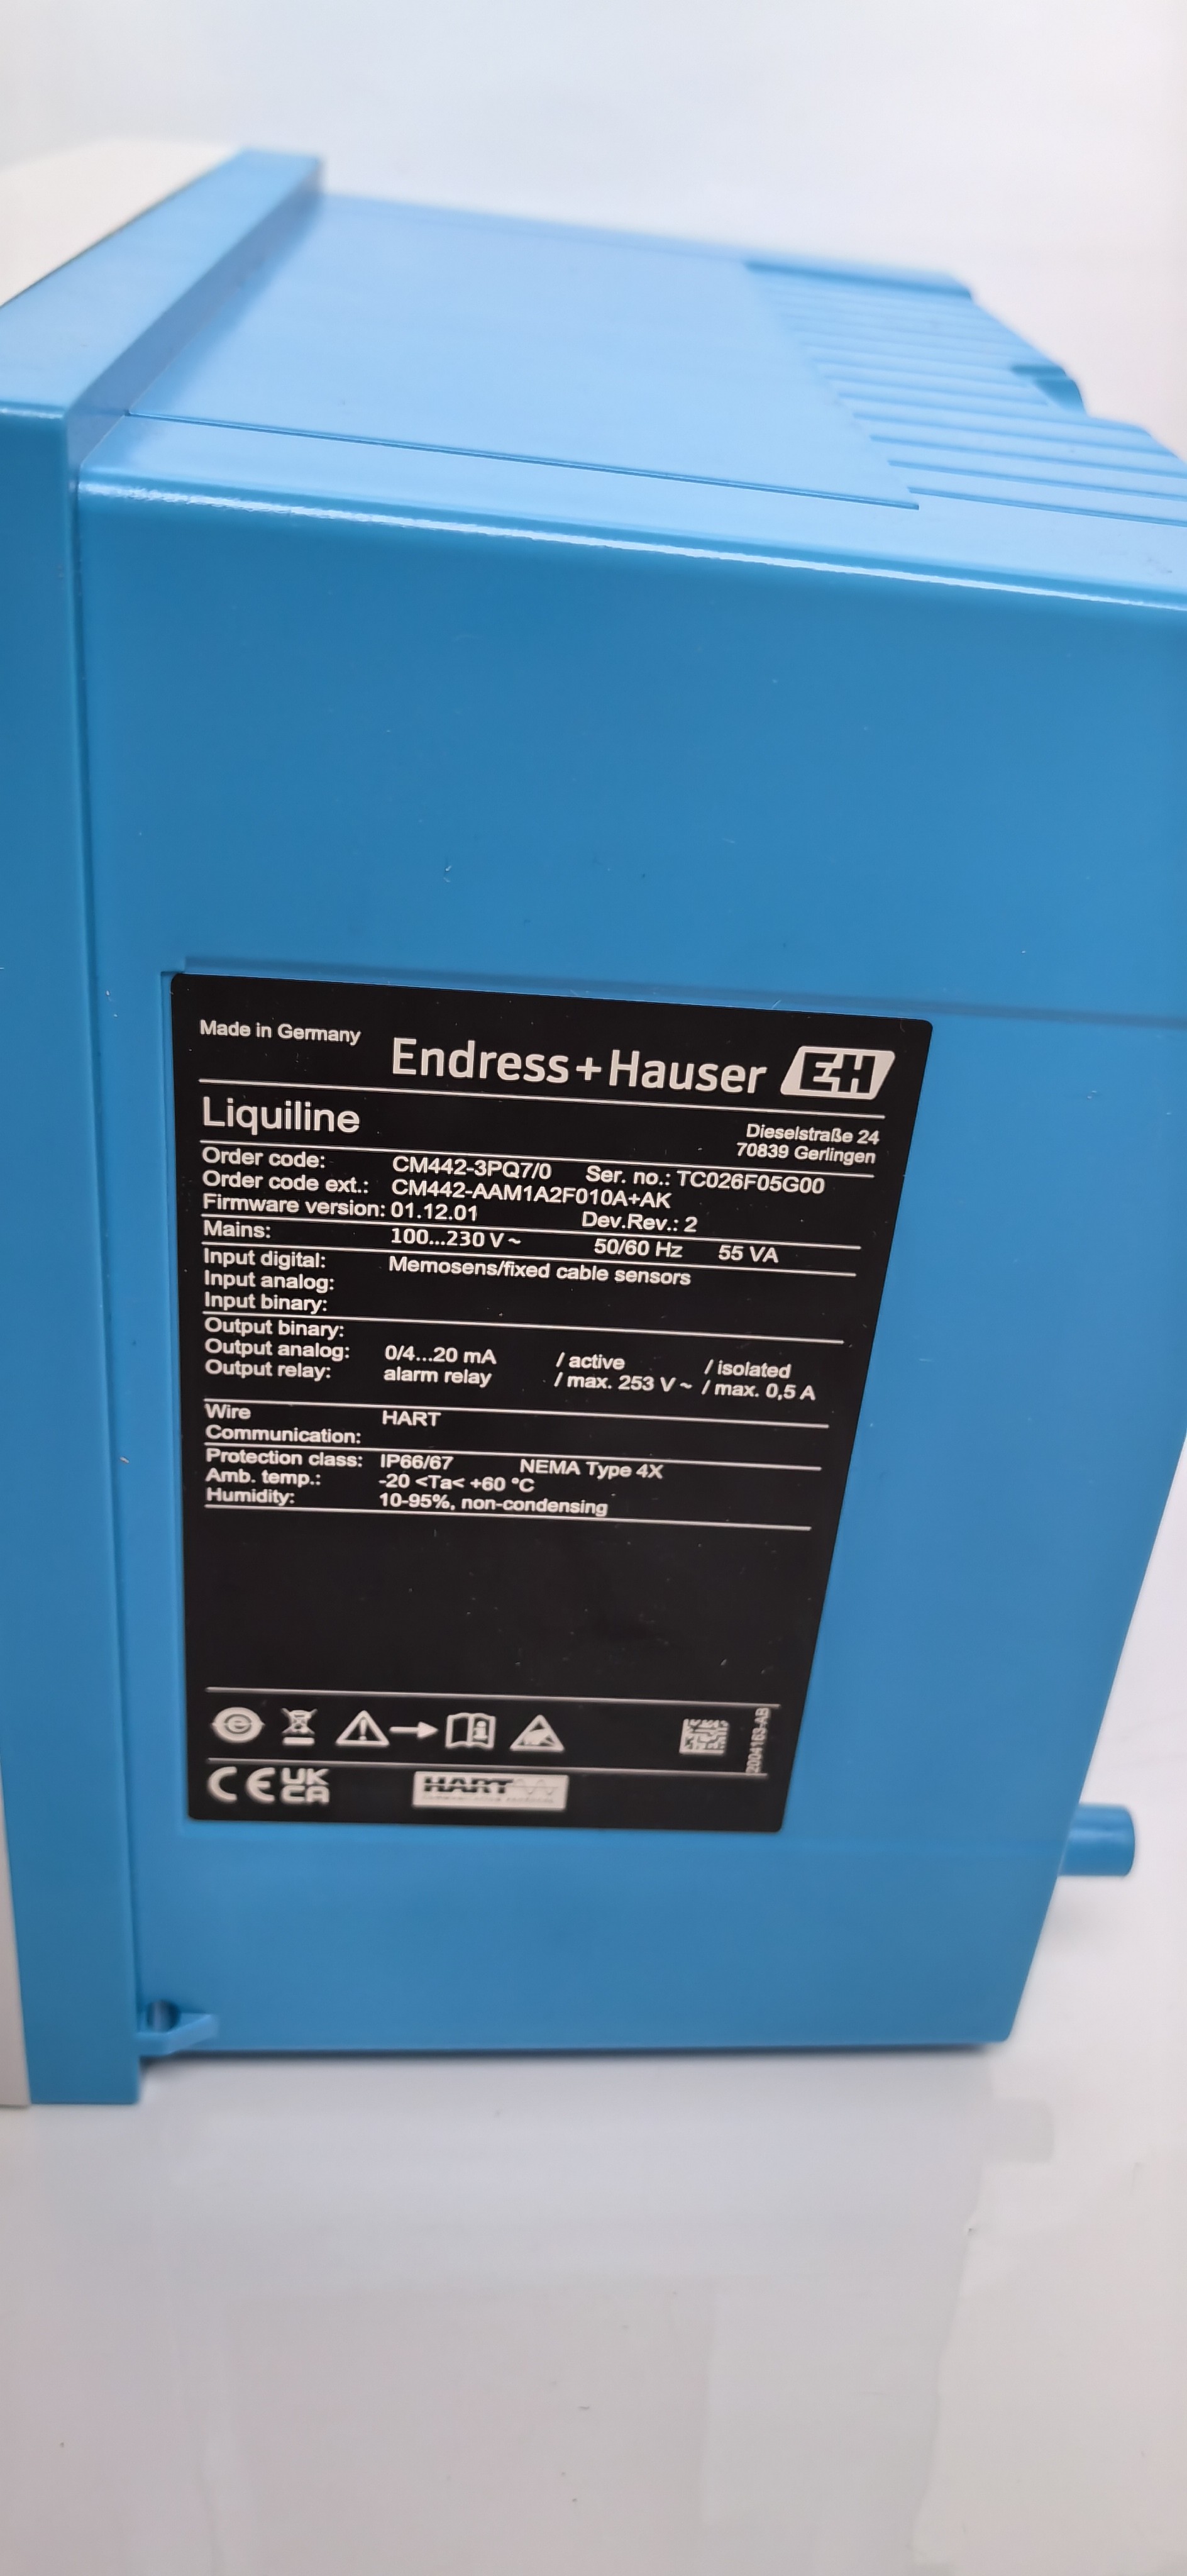 Made in Germany
Endress+Hauser EH
Liquiline
Dieselstraße 24
70839 Gerlingen
Order code: CM442-3PQ7/0 Ser. no.: TC026F05G00
Order code ext.: CM442-AAM1A2F010A+AK
Firmware version: 01.12.01 Dev.Rev.: 2
Mains: 100...230 V ~ 50/60 Hz 55 VA
Input digital: Memosens/fixed cable sensors
Input analog:
Input binary:
Output binary:
Output analog: 0/4...20 mA / active / isolated
Output relay: alarm relay / max. 253 V ~ / max. 0,5 A
Wire HART
Communication:
Protection class: IP66/67 NEMA Type 4X
Amb. temp.: -20 <Ta< +60 °C
Humidity: 10-95%, non-condensing
e
2004163-AB
CE UK
CA
HART